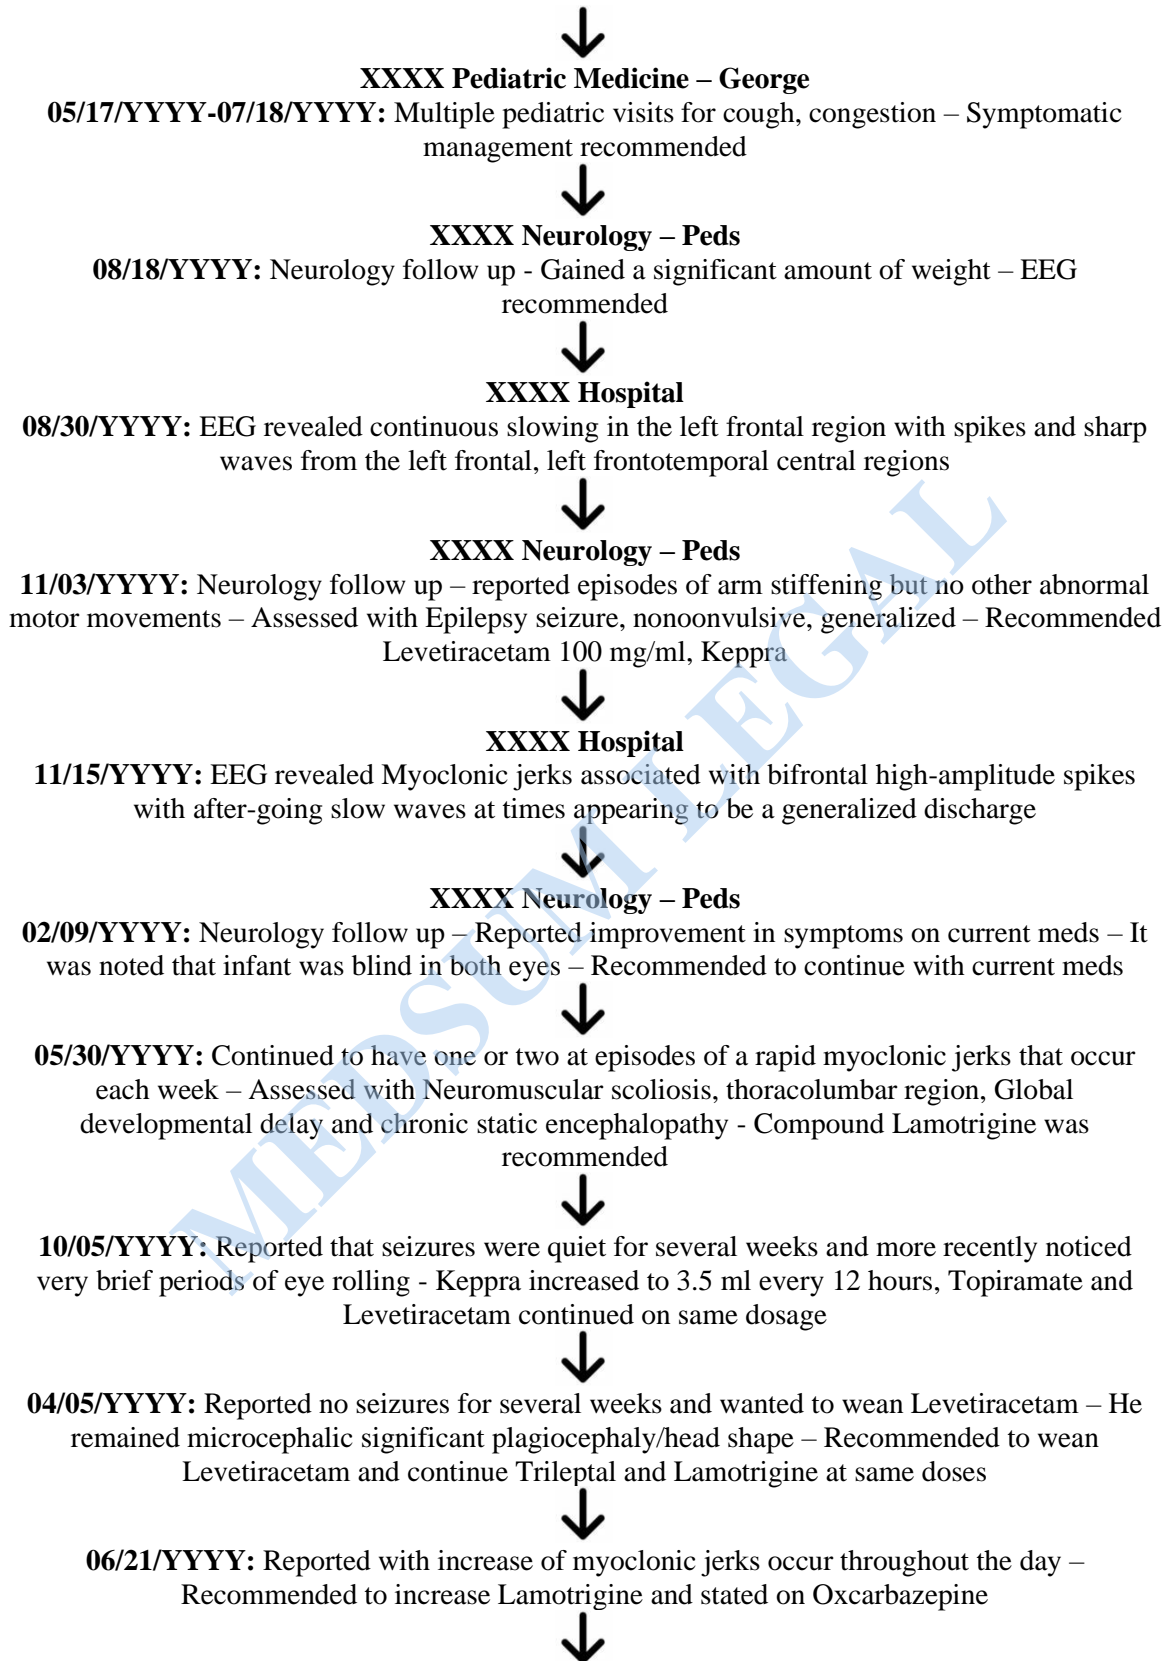 XXXX Pediatric Medicine – George
05/17/YYYY-07/18/YYYY: Multiple pediatric visits for cough, congestion – Symptomatic
management recommended
XXXX Neurology – Peds
08/18/YYYY: Neurology follow up - Gained a significant amount of weight – EEG
recommended
XXXX Hospital
08/30/YYYY: EEG revealed continuous slowing in the left frontal region with spikes and sharp
waves from the left frontal, left frontotemporal central regions
XXXX Neurology – Peds
11/03/YYYY: Neurology follow up – reported episodes of arm stiffening but no other abnormal
motor movements – Assessed with Epilepsy seizure, nonoonvulsive, generalized – Recommended
Levetiracetam 100 mg/ml, Keppra
XXXX Hospital
11/15/YYYY: EEG revealed Myoclonic jerks associated with bifrontal high-amplitude spikes
with after-going slow waves at times appearing to be a generalized discharge
XXXX Neurology – Peds
02/09/YYYY: Neurology follow up – Reported improvement in symptoms on current meds – It
was noted that infant was blind in both eyes – Recommended to continue with current meds
05/30/YYYY: Continued to have one or two at episodes of a rapid myoclonic jerks that occur
each week – Assessed with Neuromuscular scoliosis, thoracolumbar region, Global
developmental delay and chronic static encephalopathy - Compound Lamotrigine was
recommended
10/05/YYYY: Reported that seizures were quiet for several weeks and more recently noticed
very brief periods of eye rolling - Keppra increased to 3.5 ml every 12 hours, Topiramate and
Levetiracetam continued on same dosage
04/05/YYYY: Reported no seizures for several weeks and wanted to wean Levetiracetam – He
remained microcephalic significant plagiocephaly/head shape – Recommended to wean
Levetiracetam and continue Trileptal and Lamotrigine at same doses
06/21/YYYY: Reported with increase of myoclonic jerks occur throughout the day –
Recommended to increase Lamotrigine and stated on Oxcarbazepine
MEDSUM LEGAL